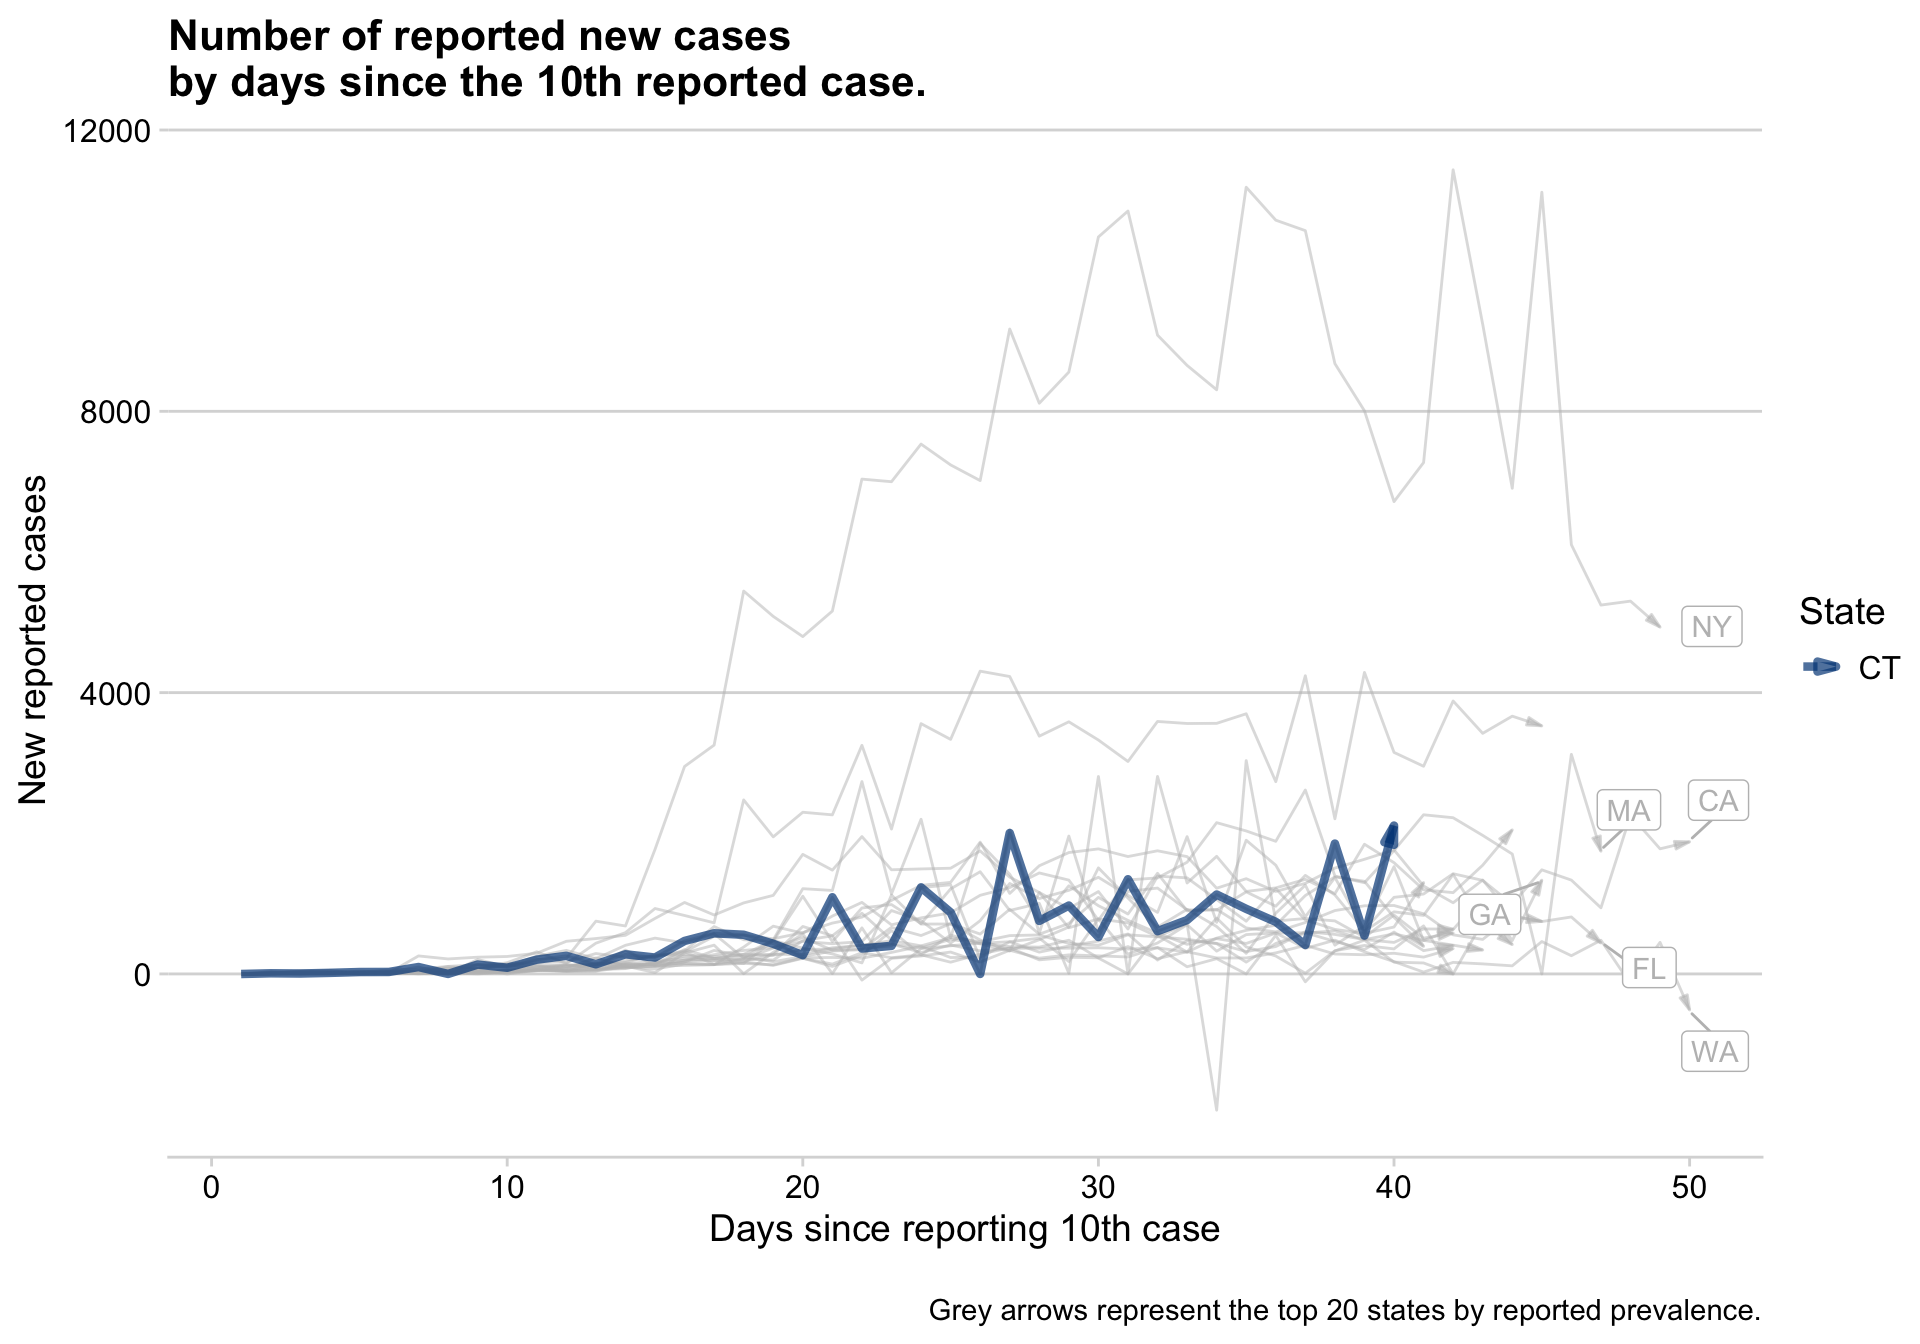 Number of reported new cases
by days since the 10th reported case.
12000
8000
4000
0
New reported cases
NY
MA
CA
GA
FL
WA
State
CT
0
10
20
30
40
50
Days since reporting 10th case
Grey arrows represent the top 20 states by reported prevalence.